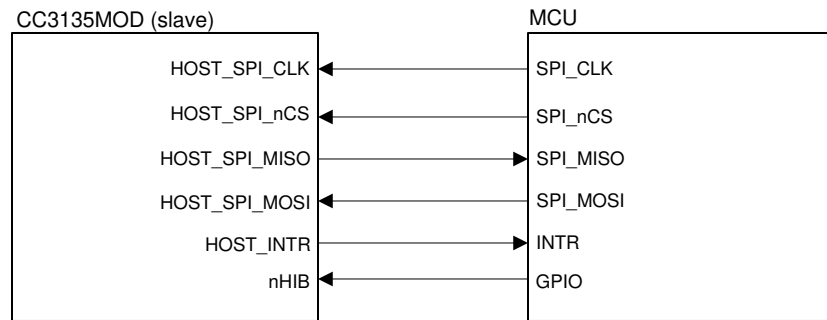 CC3135MOD (slave)
MCU
HOST_SPI_CLK
SPI_CLK
HOST_SPI_nCS
SPI_nCS
HOST_SPI_MISO
SPI_MISO
HOST_SPI_MOSI
SPI_MOSI
HOST_INTR
INTR
nHIB
GPIO